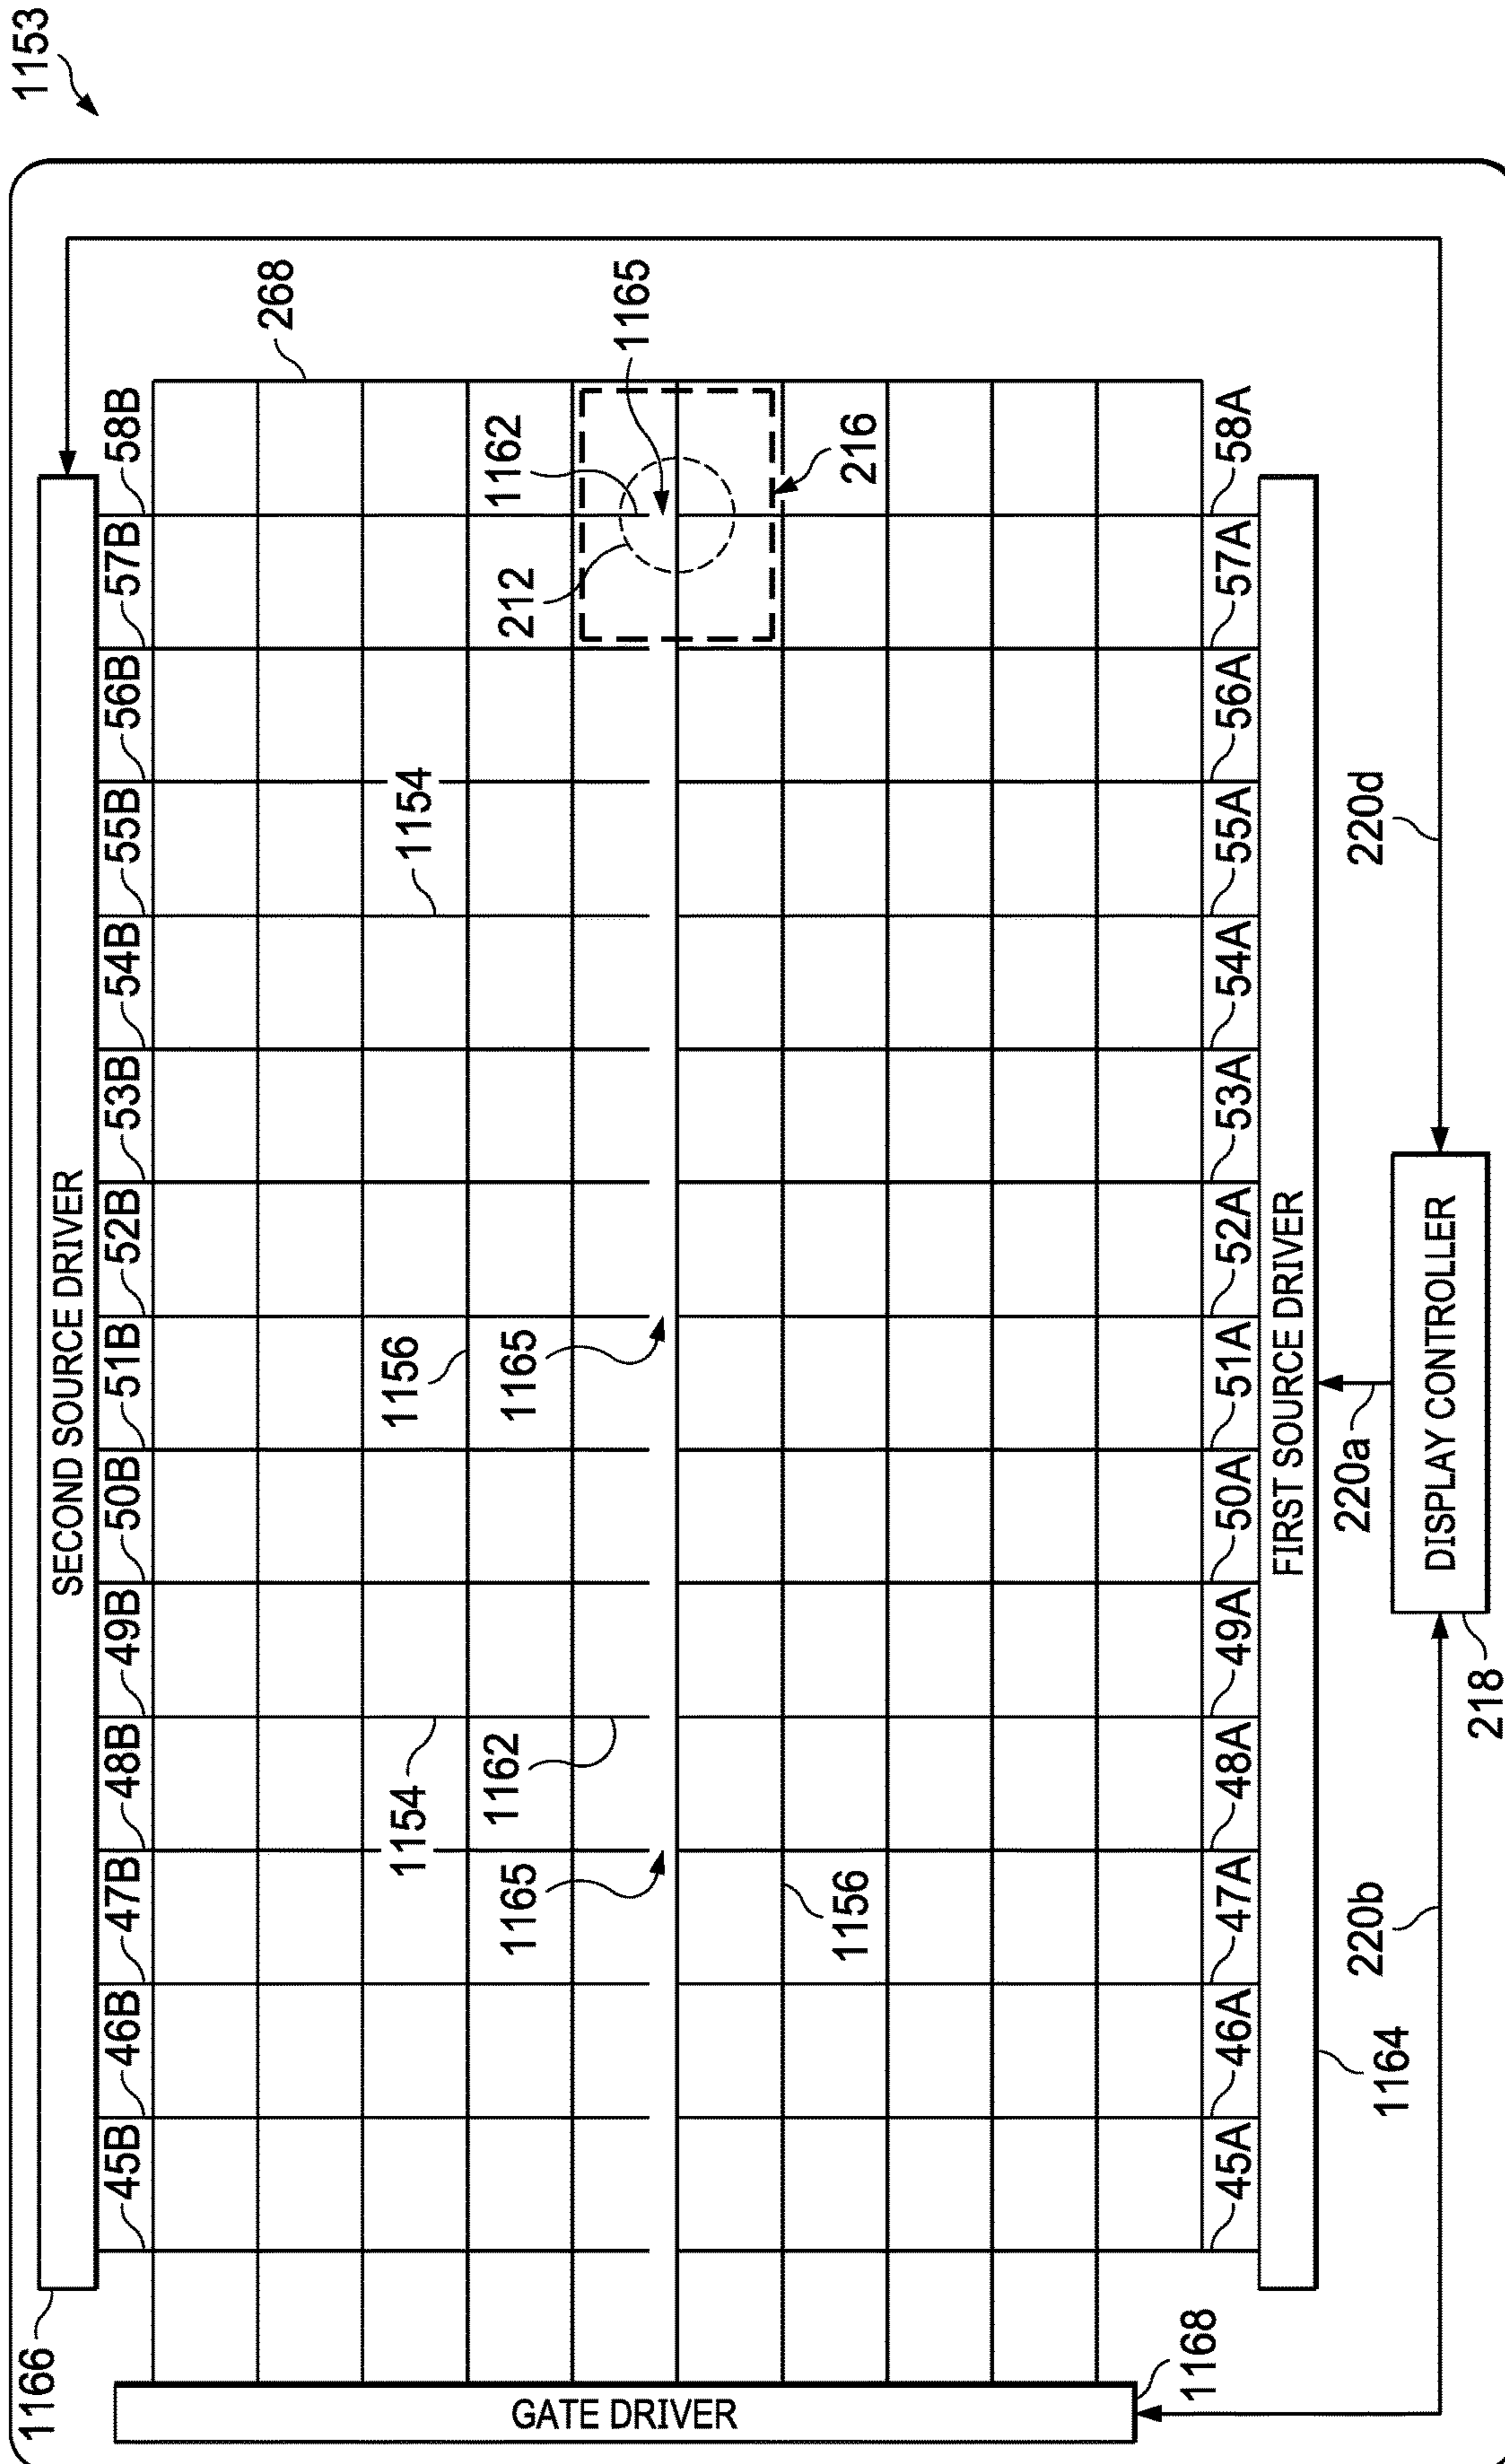 1153
1166
SECOND SOURCE DRIVER
45B
46B
47B
48B
49B
50B
51B
52B
53B
54B
55B
56B
57B
58B
268
1154
1156
1154
1165
1162
1165
212
1162
1165
1156
216
GATE DRIVER
1168
45A
46A
47A
48A
49A
50A
51A
52A
53A
54A
55A
56A
57A
58A
FIRST SOURCE DRIVER
1164
220b
220a
220d
DISPLAY CONTROLLER
218